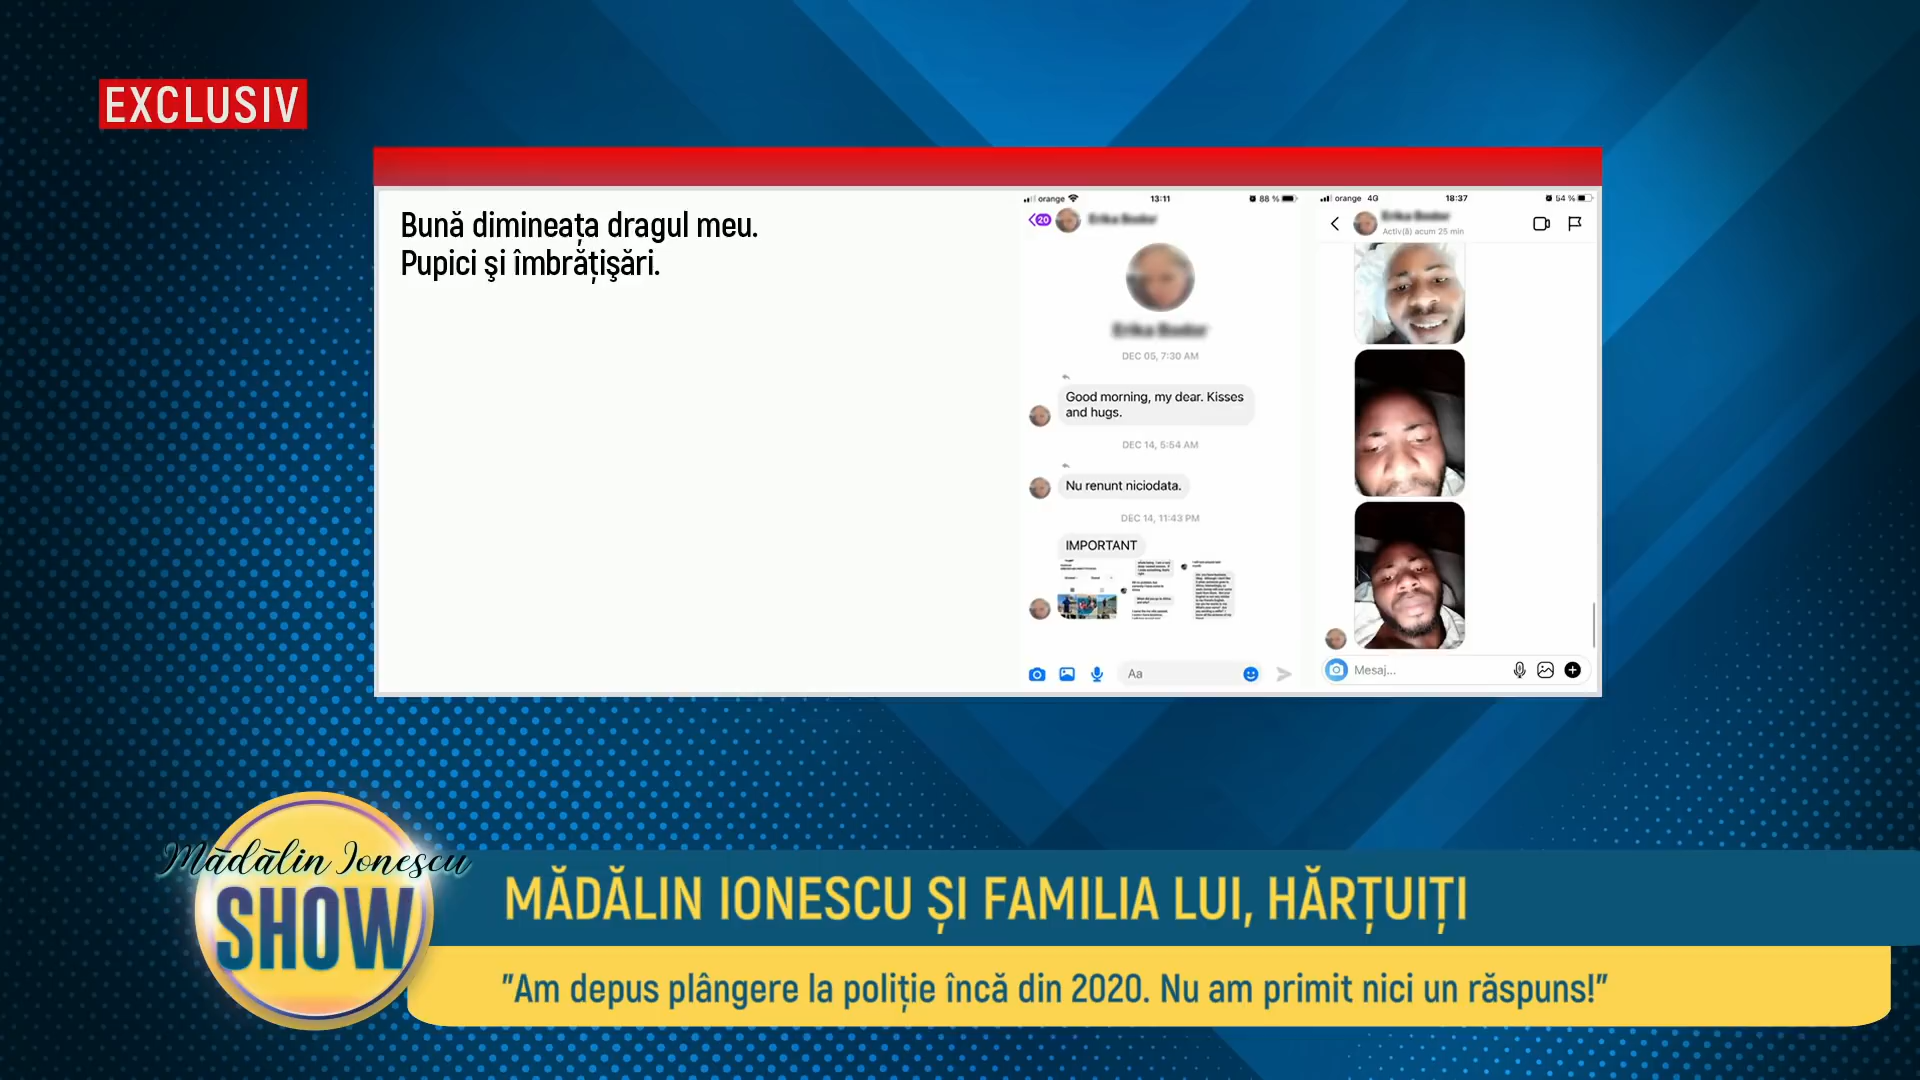 EXCLUSIV
Bună dimineața dragul meu.
Pupici şi îmbrățişări.
orange
13:11
88 %
20
DEC 05, 7:30 AM
Good morning, my dear. Kisses
and hugs.
DEC 14, 5:54 AM
Nu renunt niciodata.
DEC 14, 11:43 PM
IMPORTANT
Aa
orange 4G
18:37
54 %
Activ(ă) acum 25 min
Mesaj...
Mădălin Ionescu
SHOW
MĂDĂLIN IONESCU ȘI FAMILIA LUI, HĂRȚUIȚI
"Am depus plângere la poliție încă din 2020. Nu am primit nici un răspuns!"